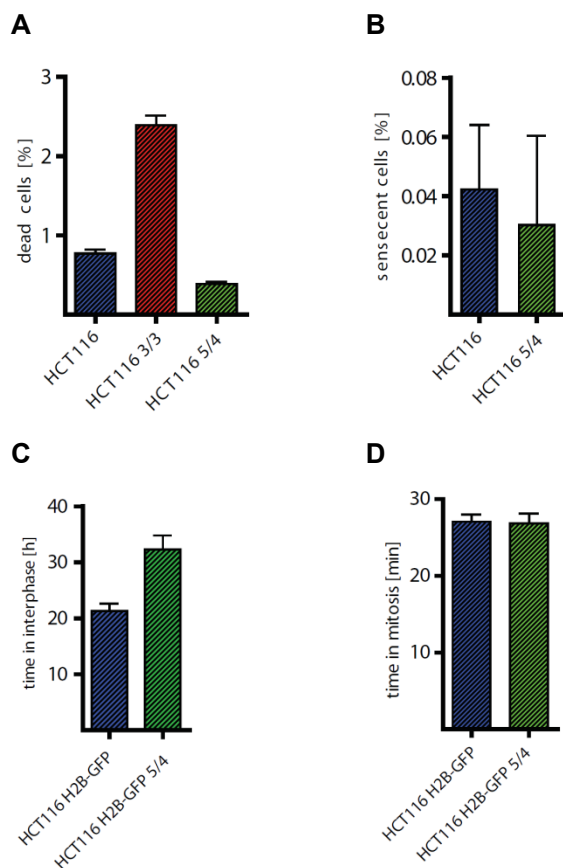 A
3
2
1
dead cells [%]
HCT116
HCT116 3/3
HCT116 5/4
B
0.08
0.06
0.04
0.02
sensecent cells [%]
HCT116
HCT116 5/4
C
40
30
20
10
time in interphase [h]
HCT116 H2B-GFP
HCT116 H2B-GFP 5/4
D
30
20
10
time in mitosis [min]
HCT116 H2B-GFP
HCT116 H2B-GFP 5/4